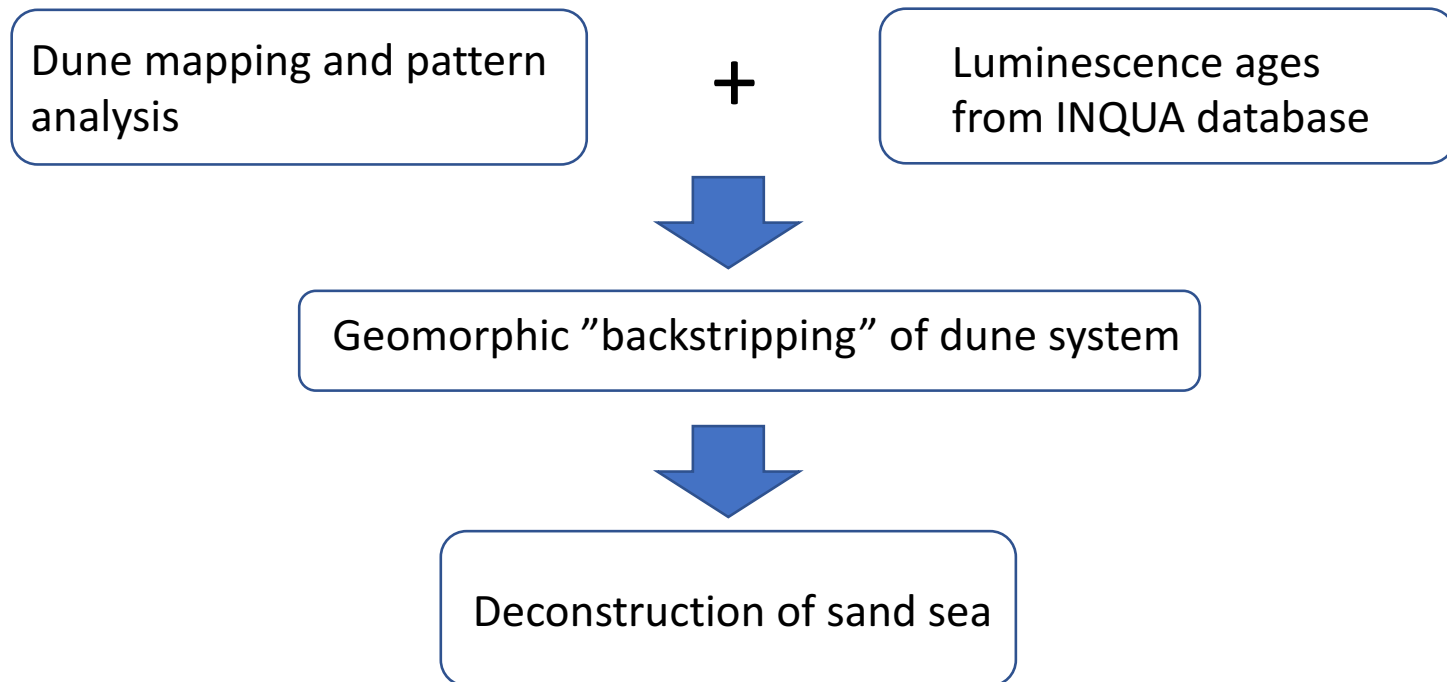 Dune mapping and pattern
analysis
+
Luminescence ages
from INQUA database
Geomorphic ”backstripping” of dune system
Deconstruction of sand sea